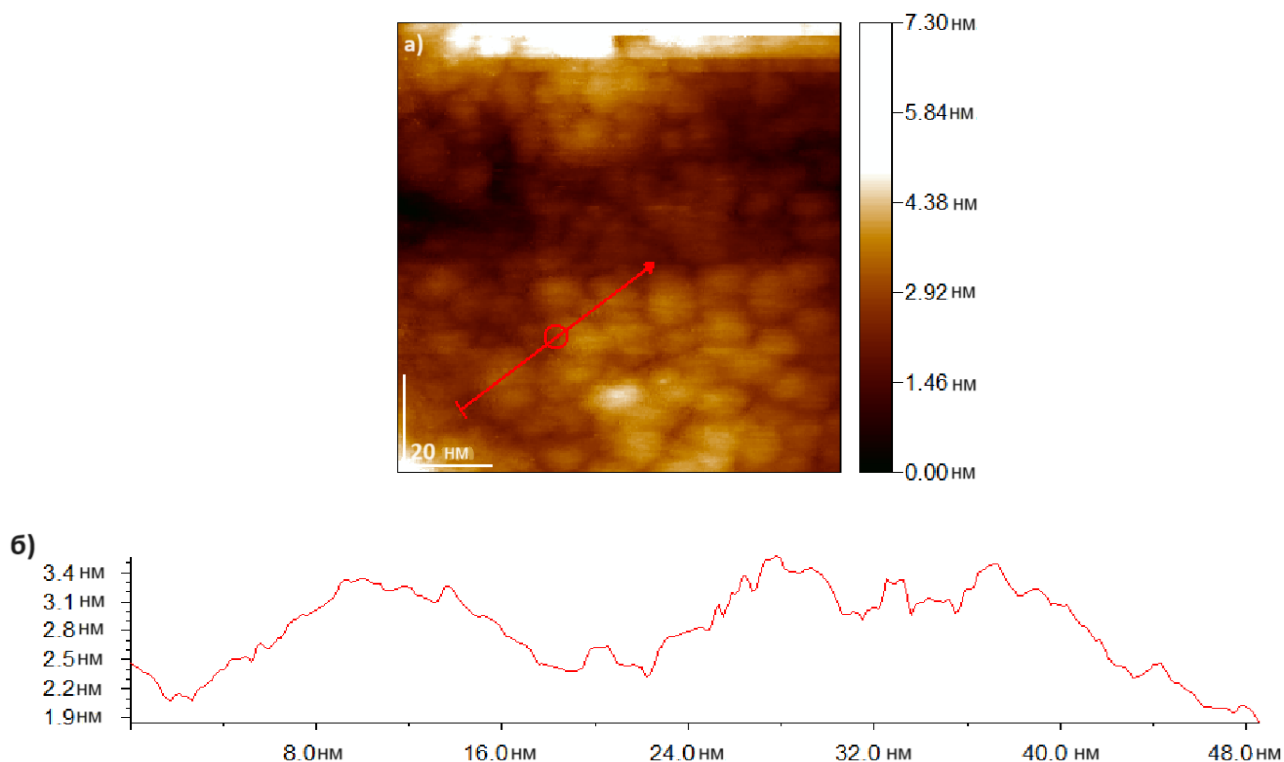 а)
7.30 нм
5.84 нм
4.38 нм
2.92 нм
1.46 нм
0.00 нм
20 нм
б)
3.4 нм
3.1 нм
2.8 нм
2.5 нм
2.2 нм
1.9 нм
8.0 нм
16.0 нм
24.0 нм
32.0 нм
40.0 нм
48.0 нм